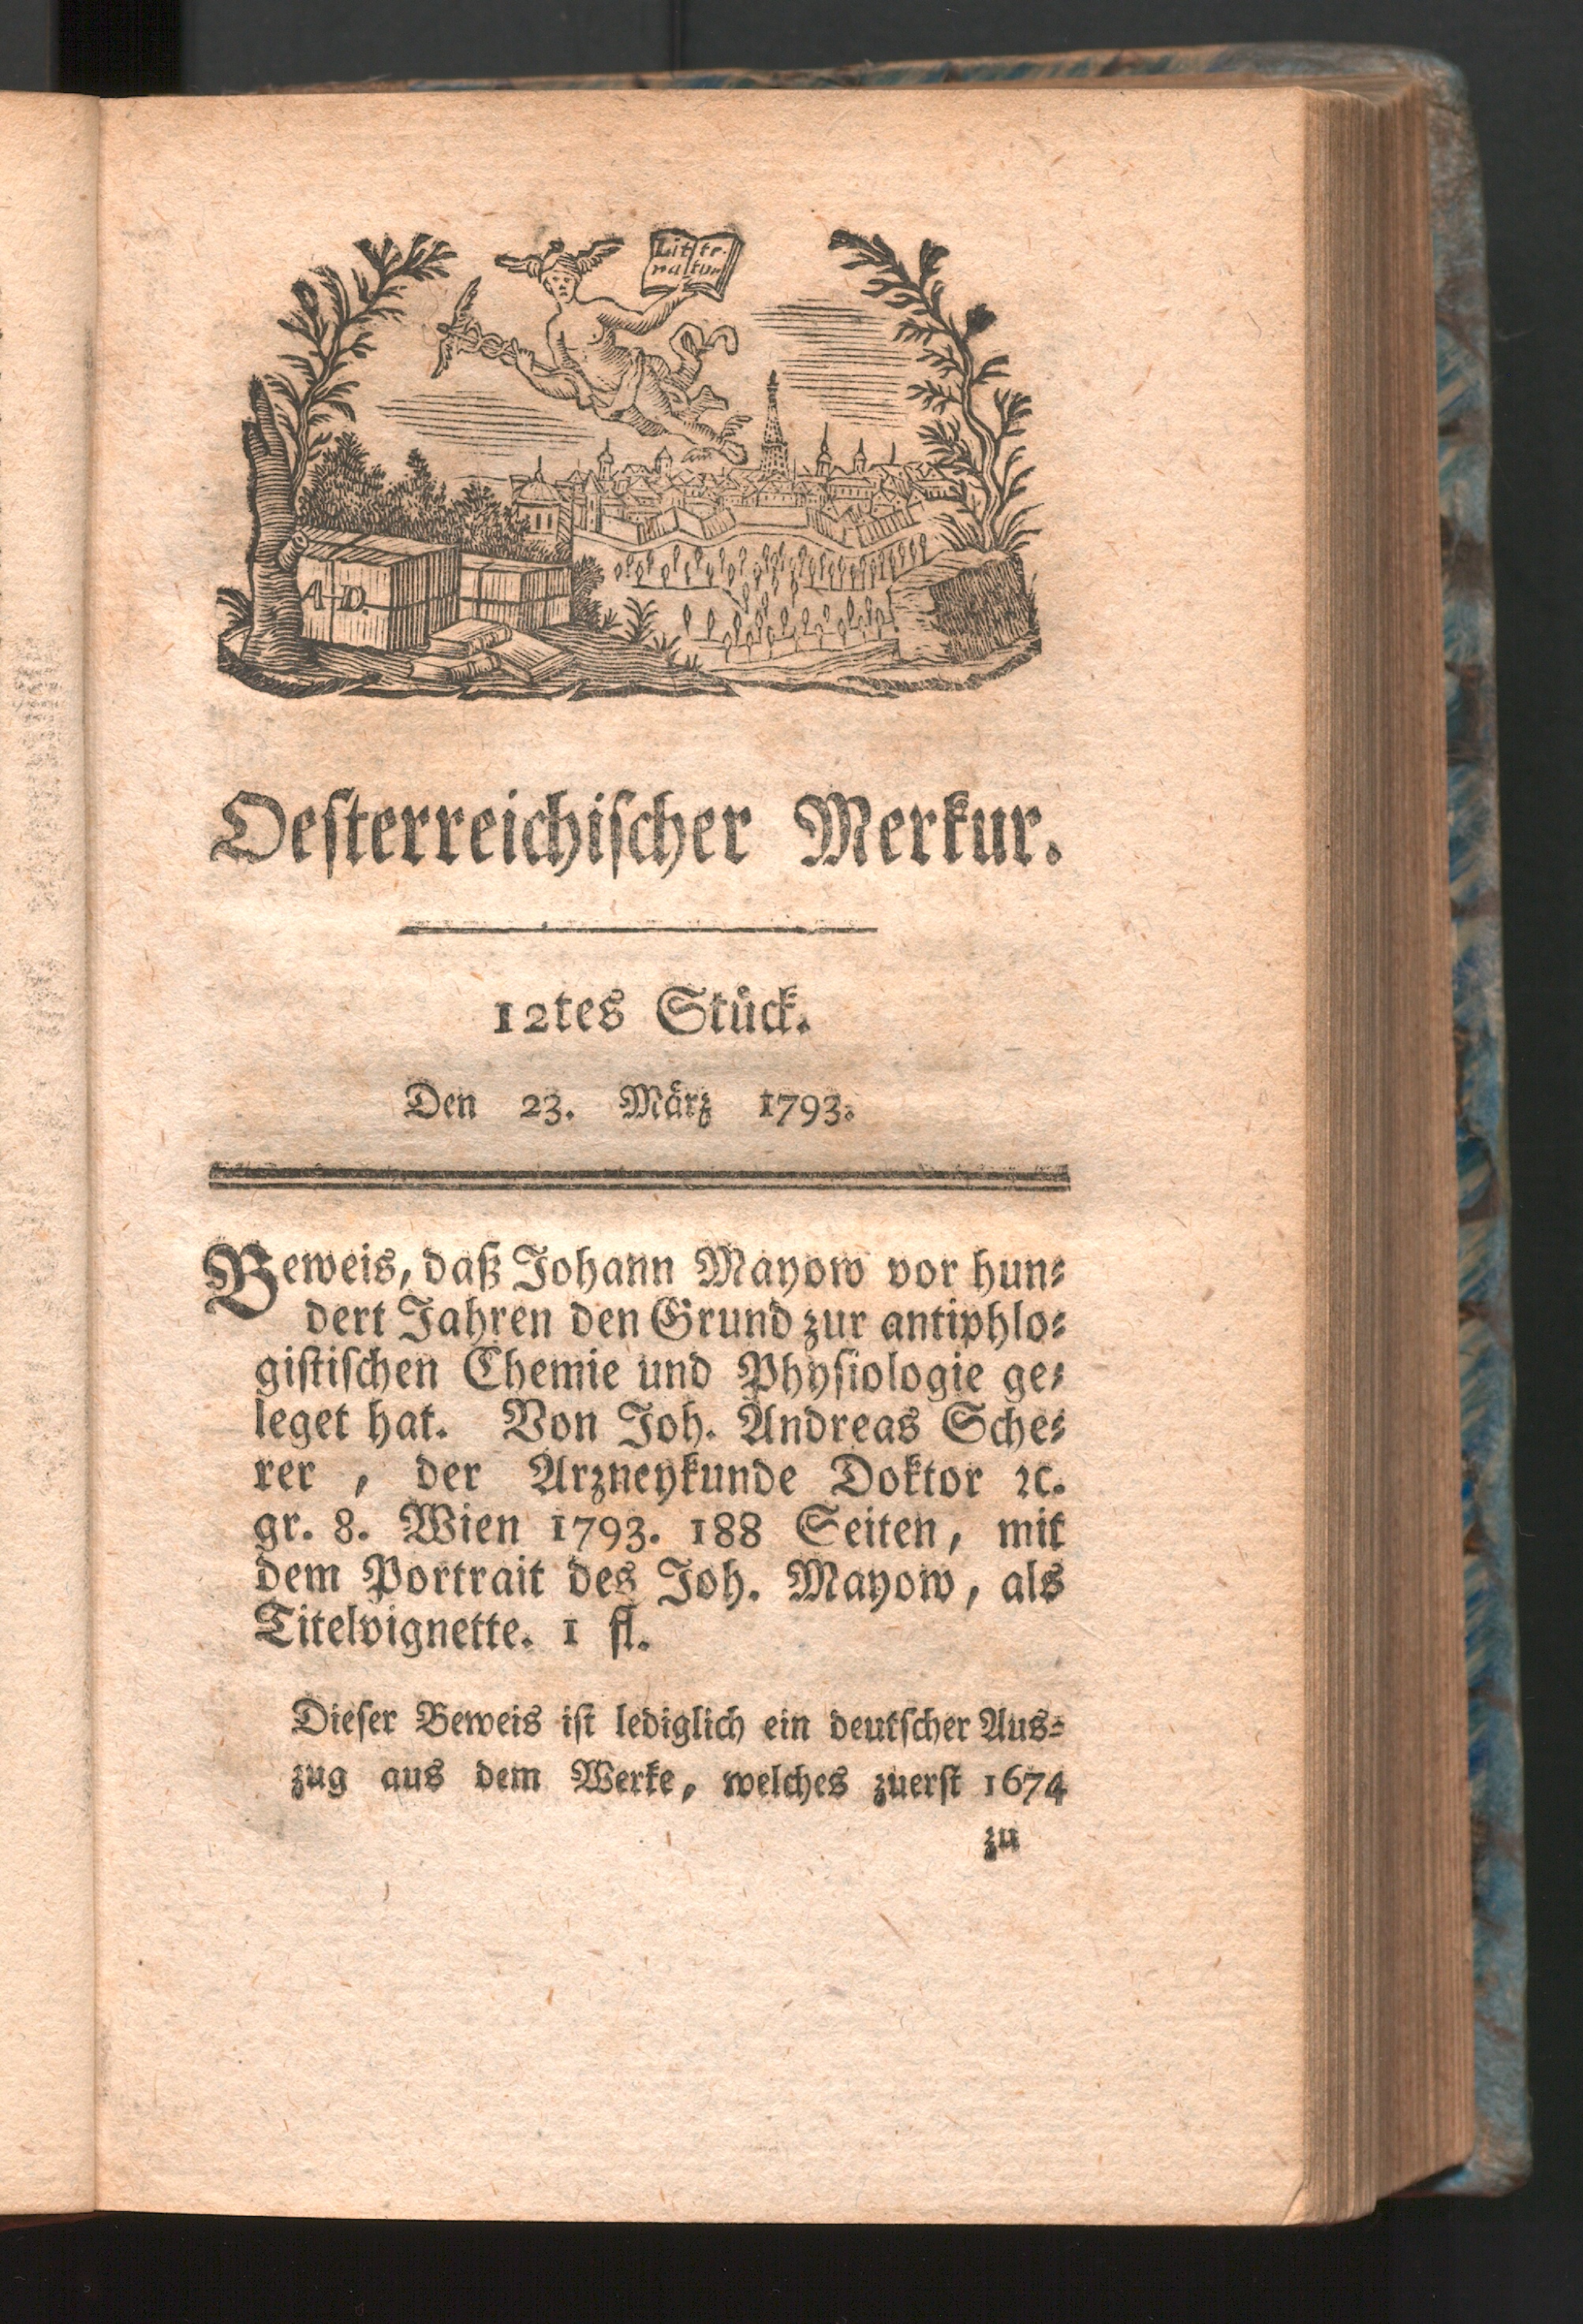 Litte-
ratur
A D.
Oesterreichischer Merkur.
12tes Stück.
Den 23. März 1793.
Beweis, daß Johann Mayow vor hun-
dert Jahren den Grund zur antiphlo-
gistischen Chemie und Physiologie ge-
leget hat. Von Joh. Andreas Sche-
rer, der Arzneykunde Doktor ꝛc.
gr. 8. Wien 1793. 188 Seiten, mit
dem Portrait des Joh. Mayow, als
Titelvignette. 1 fl.
Dieser Beweis ist lediglich ein deutscher Aus-
zug aus dem Werke, welches zuerst 1674
zu